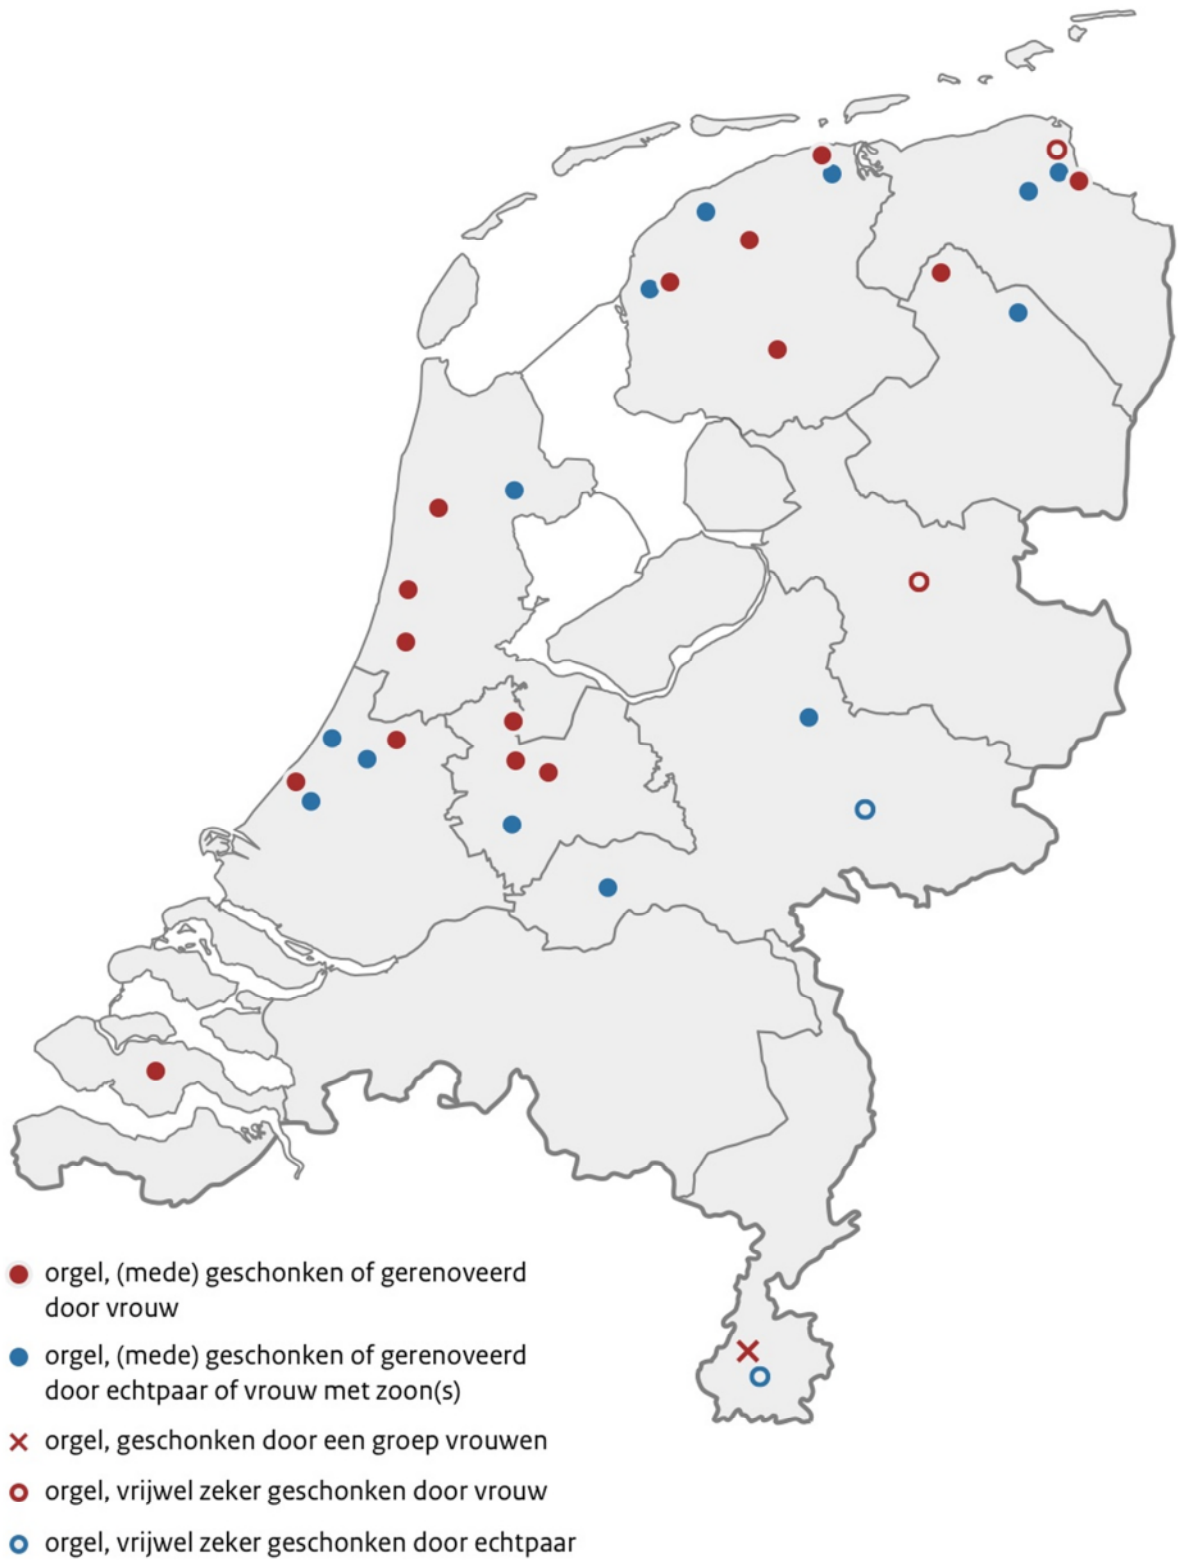 orgel, (mede) geschonken of gerenoveerd
door vrouw
orgel, (mede) geschonken of gerenoveerd
door echtpaar of vrouw met zoon(s)
orgel, geschonken door een groep vrouwen
orgel, vrijwel zeker geschonken door vrouw
orgel, vrijwel zeker geschonken door echtpaar